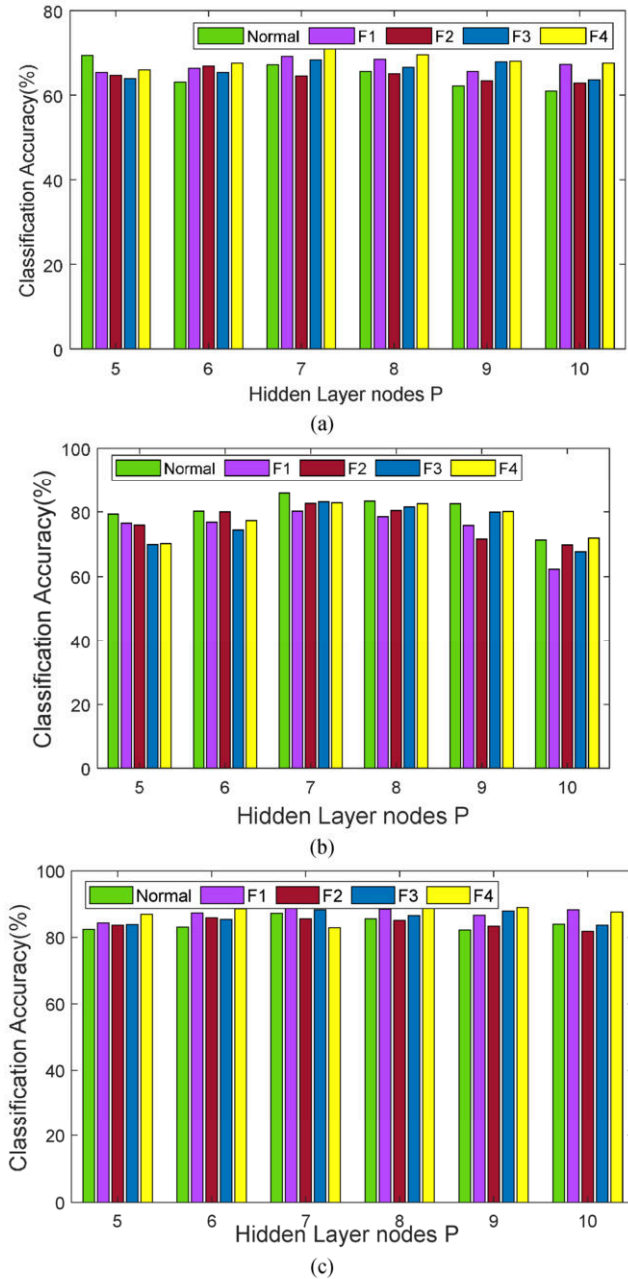 80
Normal F1 F2 F3 F4
60
40
20
0
Classification Accuracy(%)
5 6 7 8 9 10
Hidden Layer nodes P
(a)
100
Normal F1 F2 F3 F4
80
60
40
20
0
Classification Accuracy(%)
5 6 7 8 9 10
Hidden Layer nodes P
(b)
100
Normal F1 F2 F3 F4
80
60
40
20
0
Classification Accuracy(%)
5 6 7 8 9 10
Hidden Layer nodes P
(c)